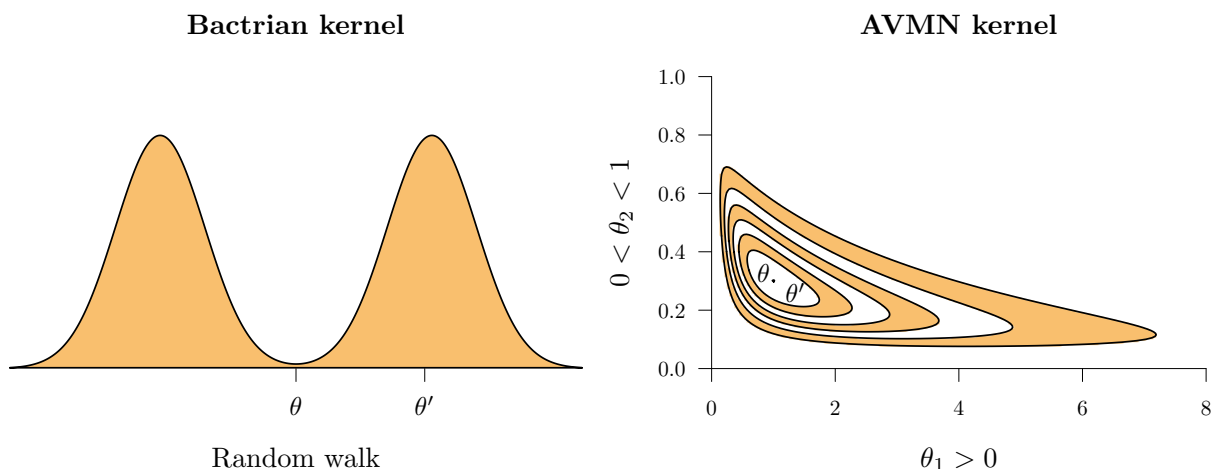 Bactrian kernel
θ
θ′
Random walk
AVMN kernel
0 < θ₂ < 1
1.0
0.8
0.6
0.4
0.2
0.0
θ
θ′
0
2
4
6
8
θ₁ > 0